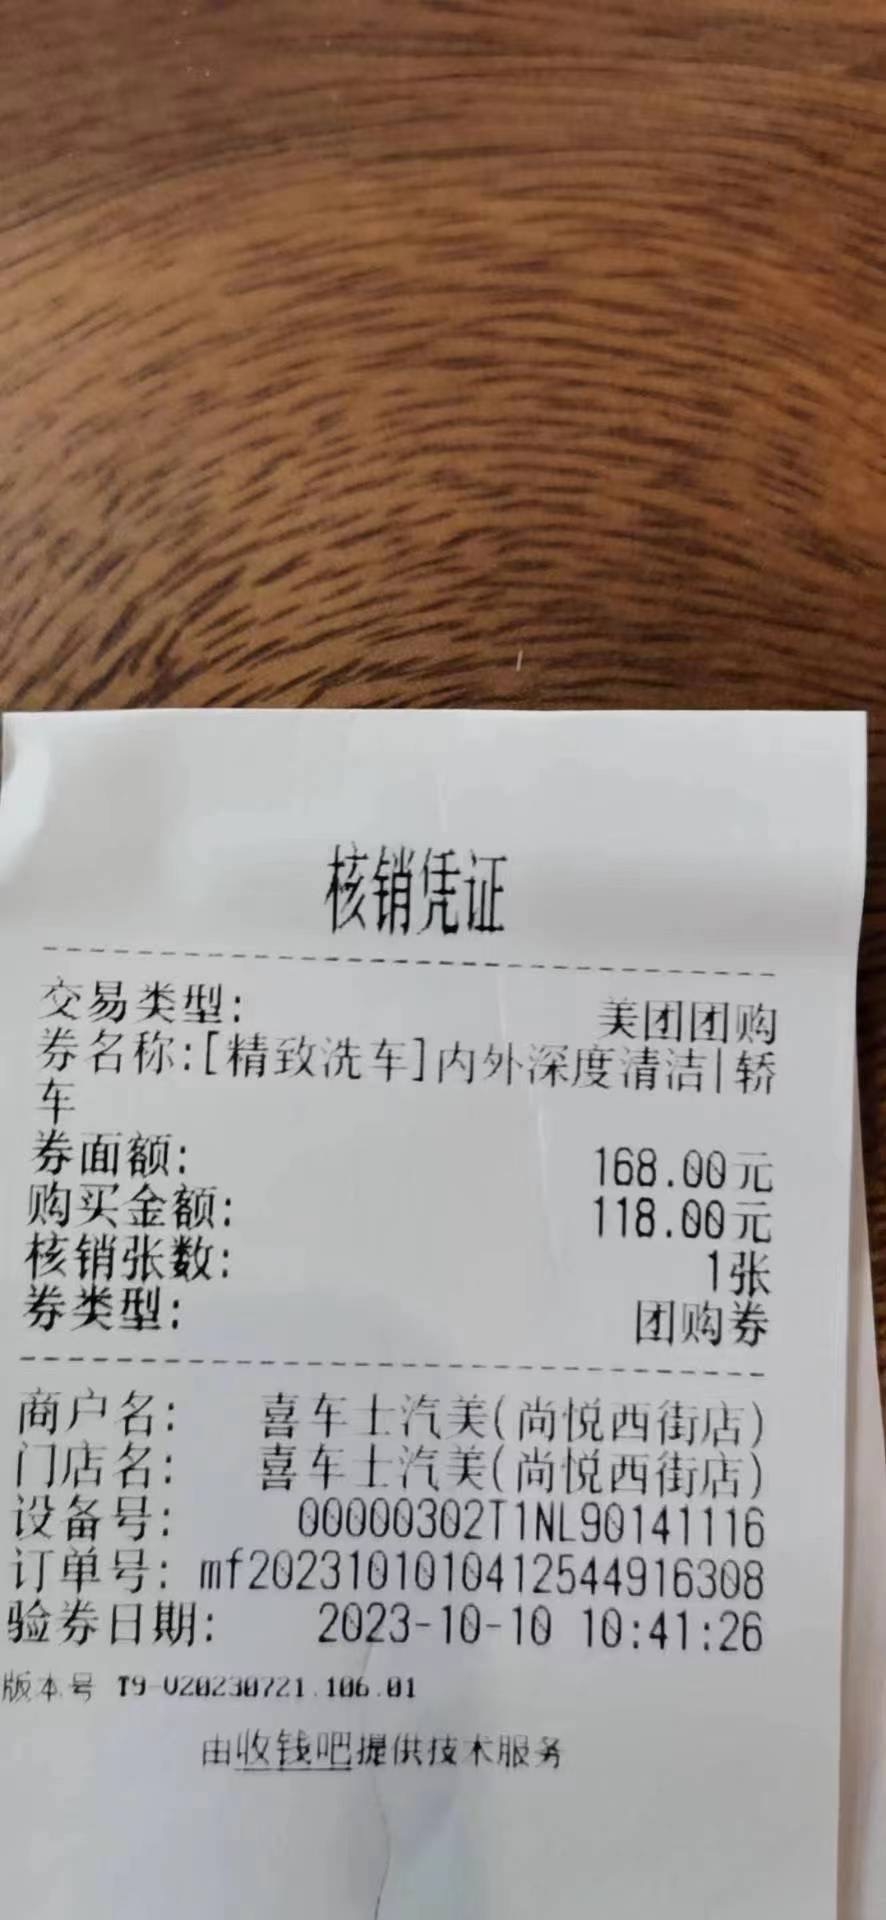 核销凭证
交易类型: 美团团购
券名称:[精致洗车]内外深度清洁|轿
车
券面额: 168.00元
购买金额: 118.00元
核销张数: 1张
券类型: 团购券
商户名: 喜车士汽美(尚悦西街店)
门店名: 喜车士汽美(尚悦西街店)
设备号: 00000302T1NL90141116
订单号: mf2023101010412544916308
验券日期: 2023-10-10 10:41:26
版本号 T9-V20230721.106.01
由收钱吧提供技术服务